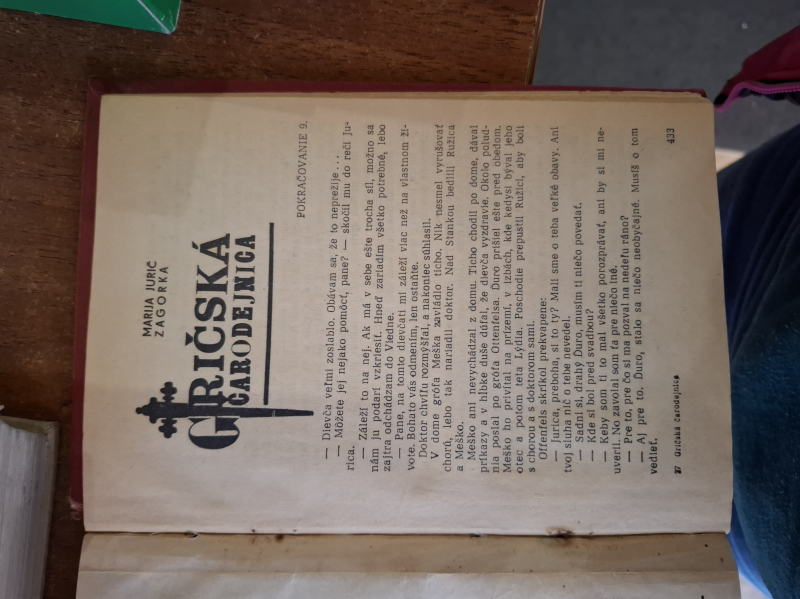 MARIJA JURIČ
ZAGORKA
GRIČSKÁ
ČARODEJNICA
POKRAČOVANIE 9.
— Dievča veľmi zoslablo. Obávam sa, že to neprežije...
— Môžete jej nejako pomôcť, pane? — skočil mu do reči Ju-
rica.
— Záleží to na nej. Ak má v sebe ešte trocha síl, možno sa
nám ju podarí vzkriesiť. Hneď zariadim všetko potrebné, lebo
zajtra odchádzam do Viedne.
— Pane, na tomto dievčati mi záleží viac než na vlastnom ži-
vote. Bohato vás odmením, len ostaňte.
Doktor chvíľu rozmýšľal, a nakoniec súhlasil.
V dome grófa Meška zavládlo ticho. Nik nesmel vyrušovať
chorú, lebo tak nariadil doktor. Nad Stankou bedlili Ružica
a Meško.
Meško ani nevychádzal z domu. Ticho chodil po dome, dával
príkazy a v hĺbke duše dúfal, že dievča vyzdravie. Okolo polud-
nia poslal po grófa Ottenfelsa. Ďuro prišiel ešte pred obedom.
Meško ho privítal na prízemí, v izbách, kde kedysi býval jeho
otec a potom teta Lýdia. Poschodie prepustil Ružici, aby boli
s chorou a s doktorom sami.
Offenfels skríkol prekvapene:
— Jurica, preboha, si to ty? Mali sme o teba veľké obavy. Ani
tvoj sluha nič o tebe nevedel.
— Sadni si, drahý Ďuro, musím ti niečo povedať.
— Kde si bol pred svadbou?
— Keby som ti to mal všetko porozprávať, ani by si mi ne-
uveril. No zavolal som ťa pre niečo iné.
— Pre to, pre čo si ma pozval na nedeľu ráno?
— Aj pre to, Ďuro, stalo sa niečo neobyčajné. Musíš o tom
vedieť.
27 Gričská čarodejnica
433